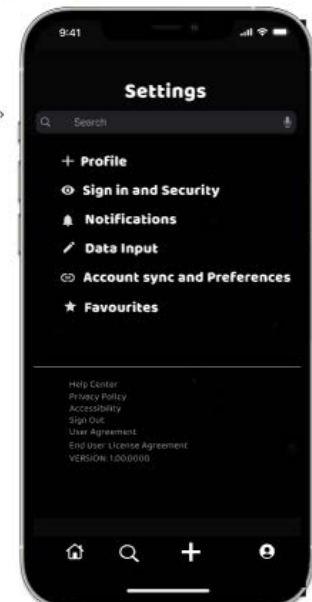 9:41
Settings
Search
Profile
Sign in and Security
Notifications
Data Input
Account sync and Preferences
Favourites
Help Center
Privacy Policy
Accessibility
Sign Out
User Agreement
End User License Agreement
VERSION: 1.00.0000